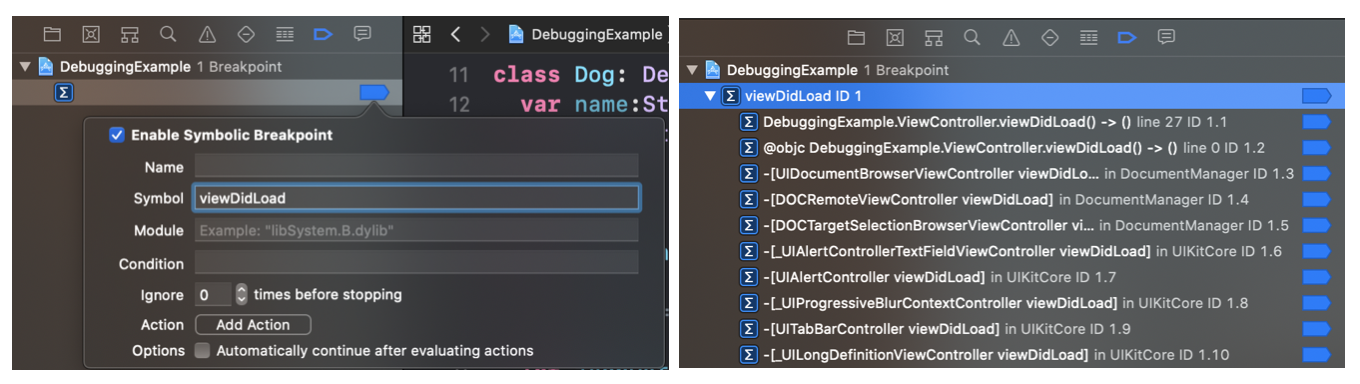 DebuggingExample
DebuggingExample 1 Breakpoint
11 class Dog: De
12 var name:St
Σ
Enable Symbolic Breakpoint
Name
Symbol viewDidLoad
Module Example: "libSystem.B.dylib"
Condition
Ignore 0 times before stopping
Action Add Action
Options Automatically continue after evaluating actions
DebuggingExample 1 Breakpoint
Σ viewDidLoad ID 1
Σ DebuggingExample.ViewController.viewDidLoad() -> () line 27 ID 1.1
Σ @objc DebuggingExample.ViewController.viewDidLoad() -> () line 0 ID 1.2
Σ -[UIDocumentBrowserViewController viewDidLo... in DocumentManager ID 1.3
Σ -[DOCRemoteViewController viewDidLoad] in DocumentManager ID 1.4
Σ -[DOCTargetSelectionBrowserViewController vi... in DocumentManager ID 1.5
Σ -[_UIAlertControllerTextFieldViewController viewDidLoad] in UIKitCore ID 1.6
Σ -[UIAlertController viewDidLoad] in UIKitCore ID 1.7
Σ -[_UIProgressiveBlurContextController viewDidLoad] in UIKitCore ID 1.8
Σ -[UITabBarController viewDidLoad] in UIKitCore ID 1.9
Σ -[_UILongDefinitionViewController viewDidLoad] in UIKitCore ID 1.10